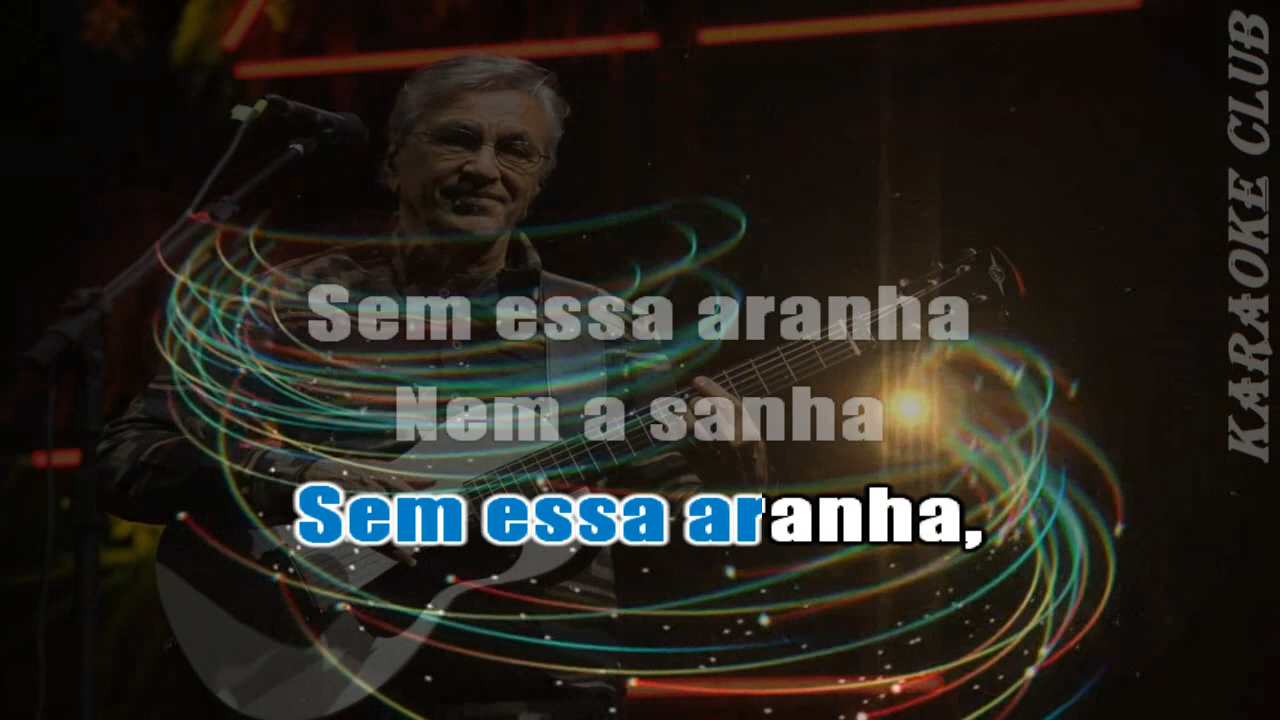 Sem essa aranha
Nem a sanha
Sem essa aranha,
KARAOKE CLUB